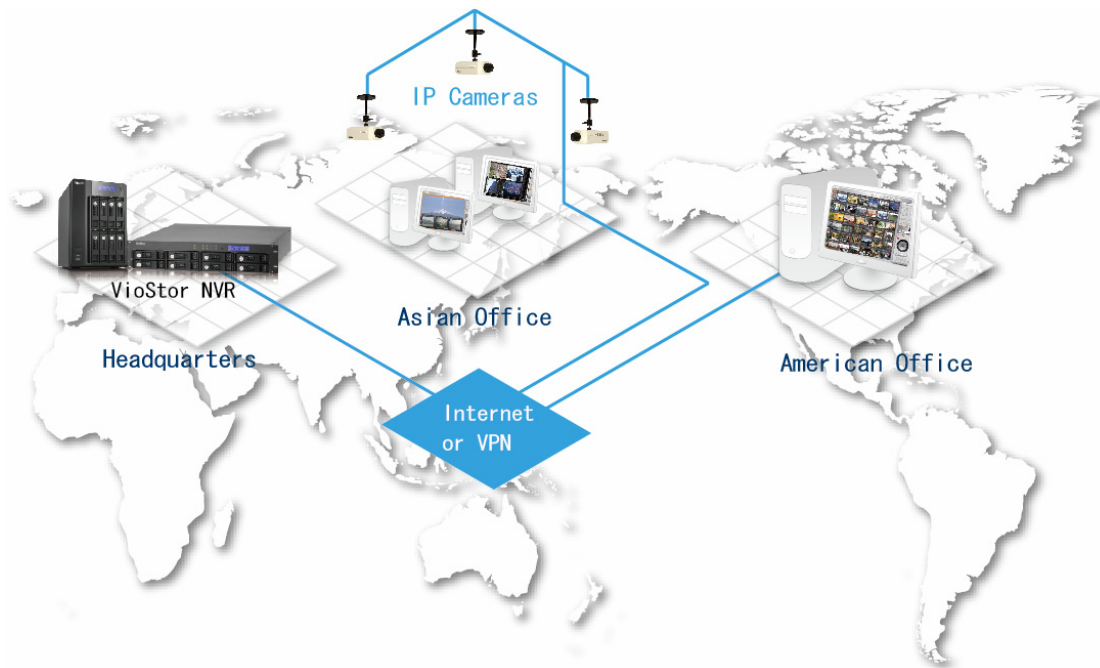 IP Cameras
VioStor NVR
Asian Office
Headquarters
American Office
Internet
or VPN